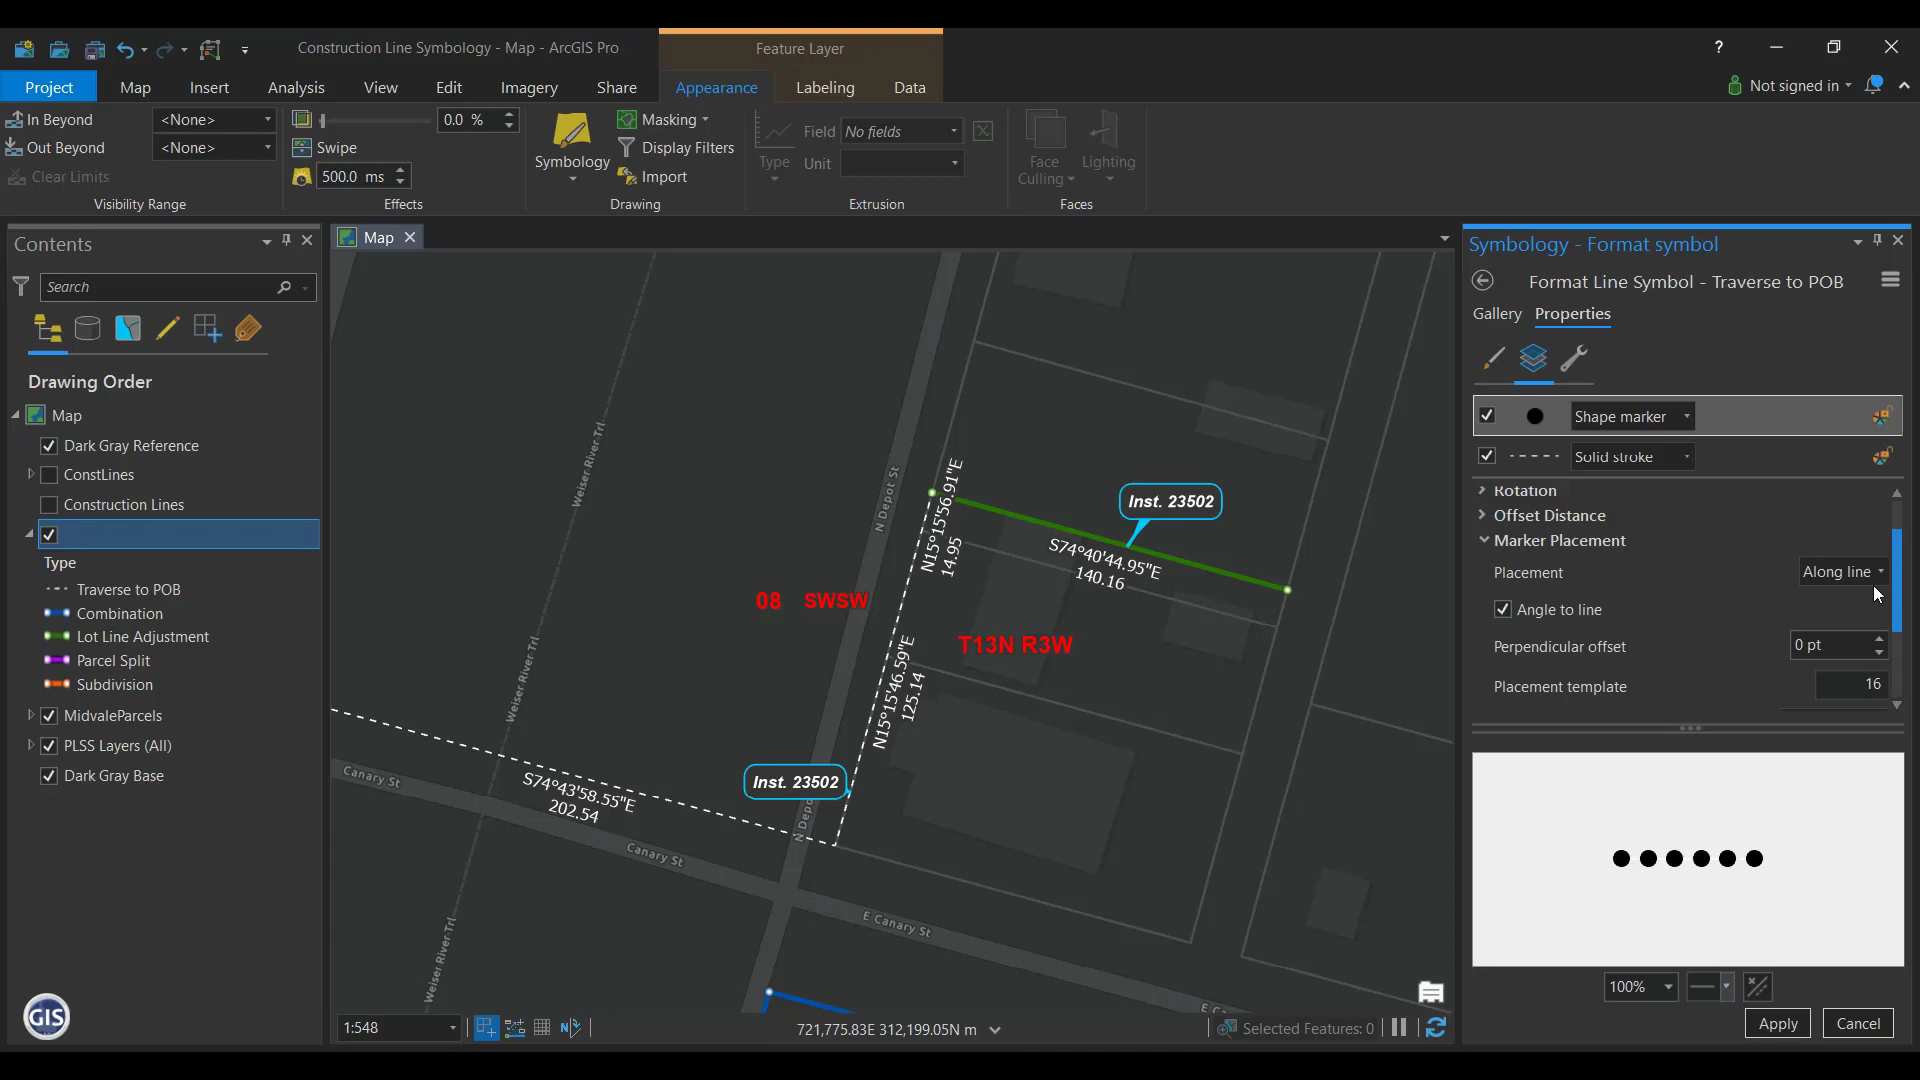 Construction Line Symbology - Map - ArcGIS Pro
Feature Layer
?
Project
Map
Insert
Analysis
View
Edit
Imagery
Share
Appearance
Labeling
Data
Not signed in
In Beyond
<None>
Out Beyond
<None>
Clear Limits
Visibility Range
0.0 %
Swipe
500.0 ms
Effects
Symbology
Masking
Display Filters
Import
Drawing
Type
Field
No fields
Unit
Extrusion
Face
Culling
Lighting
Faces
Contents
Search
Drawing Order
Map
Dark Gray Reference
ConstLines
Construction Lines
Type
Traverse to POB
Combination
Lot Line Adjustment
Parcel Split
Subdivision
MidvaleParcels
PLSS Layers (All)
Dark Gray Base
GIS
Map
Weiser River Trl
N Depot St
N15°15'56.91"E
14.95
Inst. 23502
S74°40'44.95"E
140.16
08 SWSW
T13N R3W
Weiser River Trl
N15°15'46.59"E
125.14
Canary St
S74°43'58.55"E
202.54
Inst. 23502
N Depo
Canary St
E Canary St
Weiser River Trl
E C
1:548
721,775.83E 312,199.05N m
Selected Features: 0
Symbology - Format symbol
Format Line Symbol - Traverse to POB
Gallery
Properties
Shape marker
Solid stroke
Rotation
Offset Distance
Marker Placement
Placement
Along line
Angle to line
Perpendicular offset
0 pt
Placement template
16
100%
Apply
Cancel